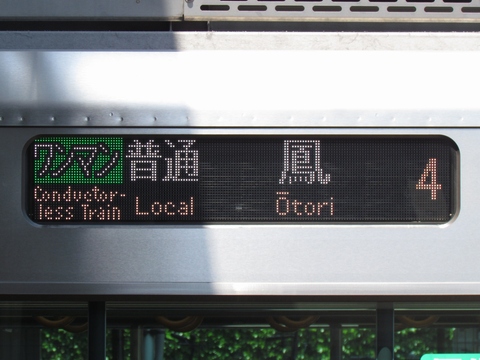 ワンマン 普通 鳳 4
Conductor-
less Train Local Ōtori